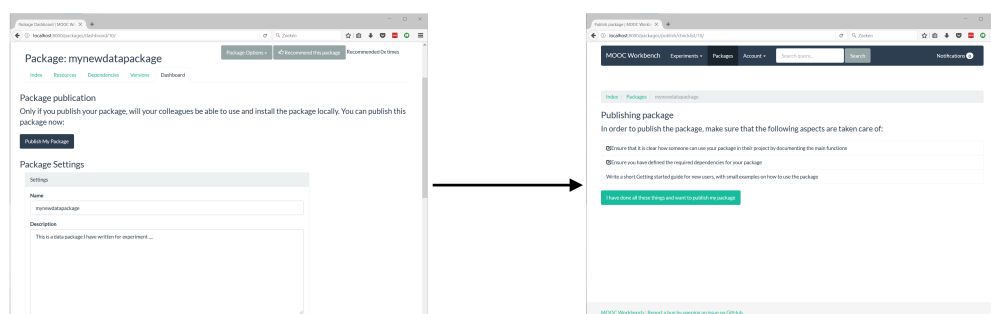 Package Dashboard | MOOC Wo
localhost:8000/packages/dashboard/10/
Zoeken
Package: mynewdatapackage
Package Options
Recommend this package
Recommended 0x times
Index Resources Dependencies Versions Dashboard
Package publication
Only if you publish your package, will your colleagues be able to use and install the package locally. You can publish this
package now:
Publish My Package
Package Settings
Settings
Name
mynewdatapackage
Description
This is a data package I have written for experiment ....
Publish package | MOOC Workb
localhost:8000/packages/publish/checklist/10/
Zoeken
MOOC Workbench Experiments Packages Account Search query... Search Notifications
Index / Packages / mynewdatapackage
Publishing package
In order to publish the package, make sure that the following aspects are taken care of:
Ensure that it is clear how someone can use your package in their project by documenting the main functions
Ensure you have defined the required dependencies for your package
Write a short Getting started guide for new users, with small examples on how to use the package
I have done all these things and want to publish my package
MOOC Workbench | Report a bug by opening an issue on GitHub